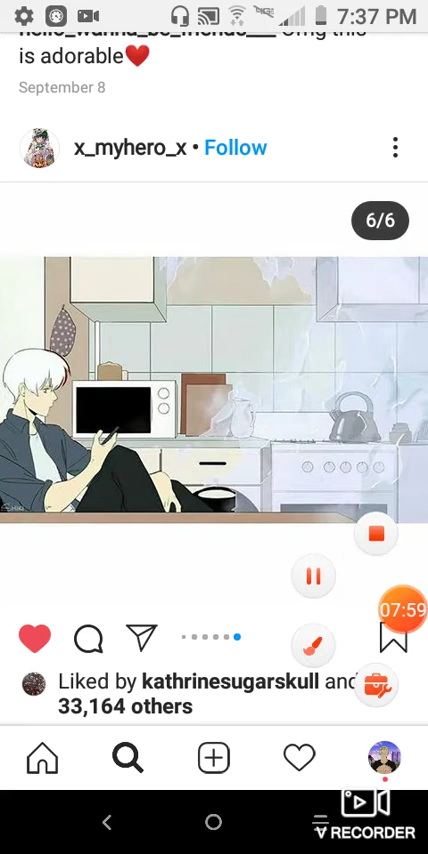 7:37 PM
is adorable❤️
September 8
x_myhero_x • Follow
6/6
07:59
Liked by kathrinesugarskull and
33,164 others
RECORDER